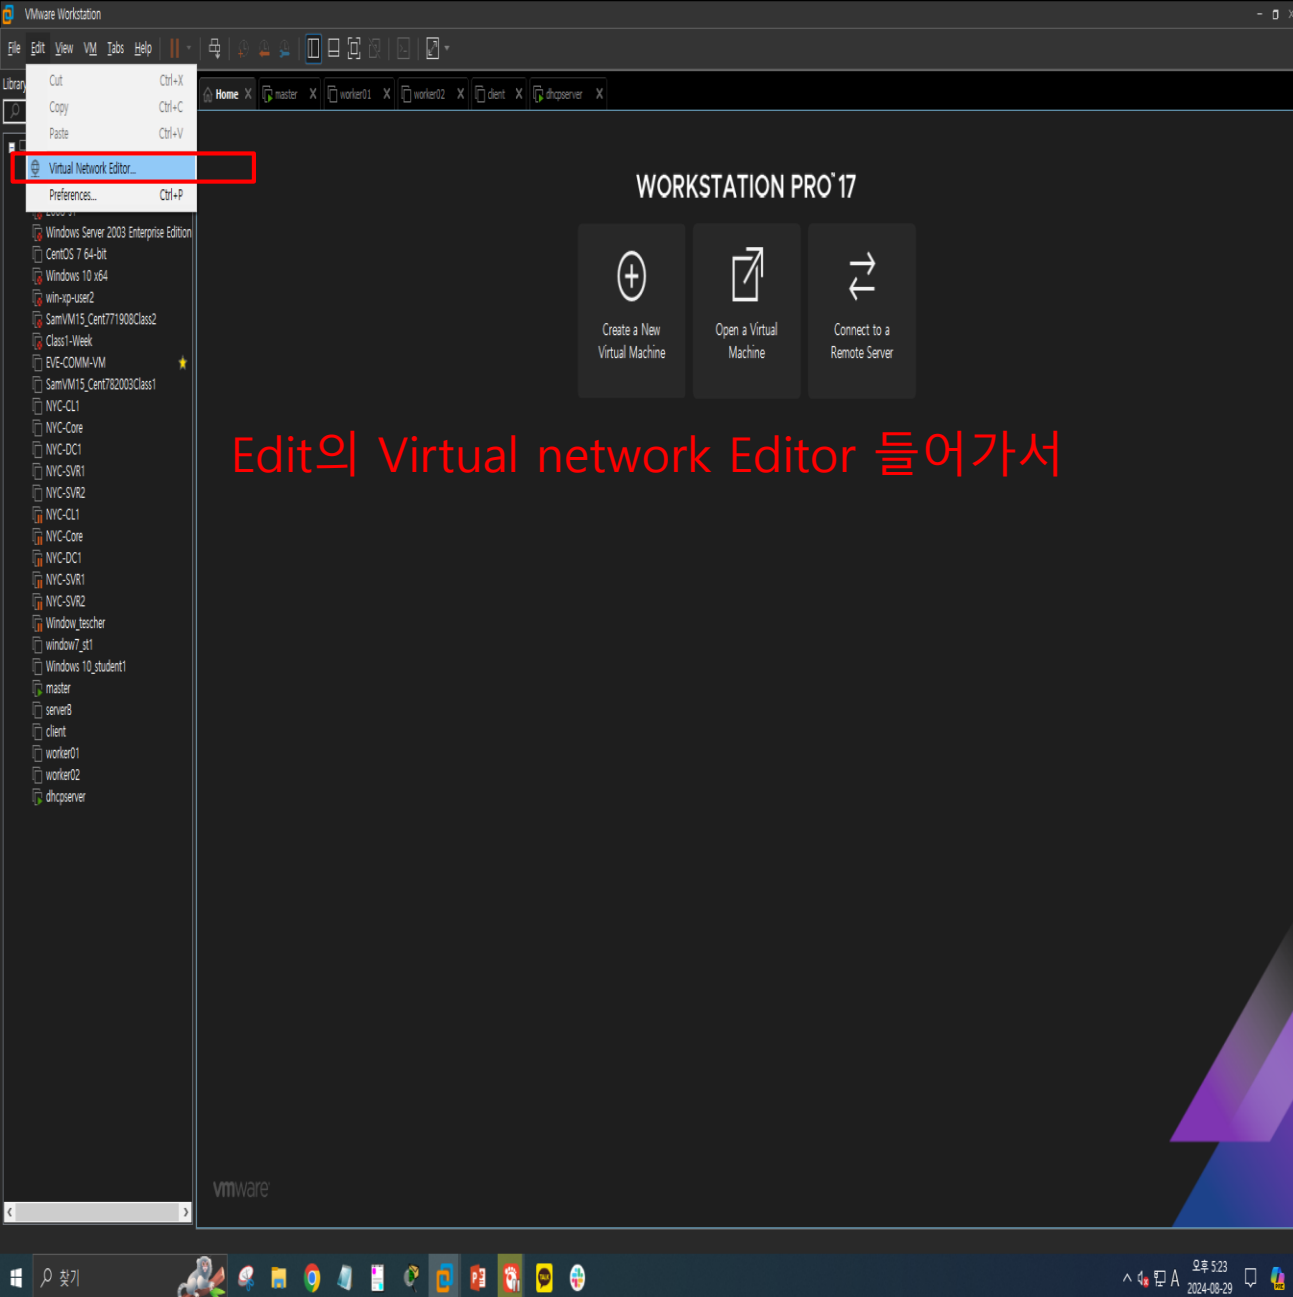 VMware Workstation
File Edit View VM Tabs Help
Library
Cut Ctrl+X
Copy Ctrl+C
Paste Ctrl+V
Virtual Network Editor...
Preferences... Ctrl+P
Home master worker01 worker02 client dhcpserver
Windows Server 2003 Enterprise Edition
CentOS 7 64-bit
Windows 10 x64
win-xp-user2
SamVM15_Cent771908Class2
Class1-Week
EVE-COMM-VM
SamVM15_Cent782003Class1
NYC-CL1
NYC-Core
NYC-DC1
NYC-SVR1
NYC-SVR2
NYC-CL1
NYC-Core
NYC-DC1
NYC-SVR1
NYC-SVR2
Window_tescher
window7_st1
Windows 10_student1
master
serverB
client
worker01
worker02
dhcpserver
WORKSTATION PRO™ 17
Create a New
Virtual Machine
Open a Virtual
Machine
Connect to a
Remote Server
Edit의 Virtual network Editor 들어가서
vmware
찾기
A
오후 5:23
2024-08-29